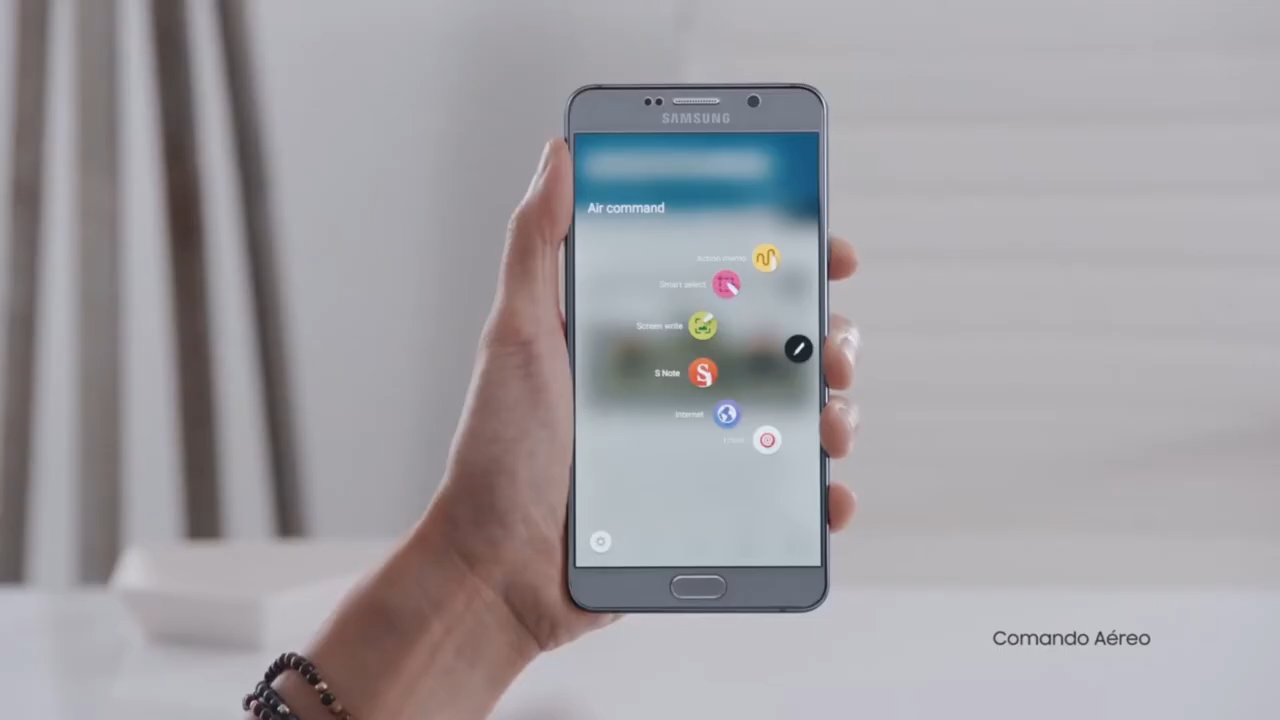 SAMSUNG
Air command
Action memo
Smart select
Screen write
S Note
Internet
Comando Aéreo